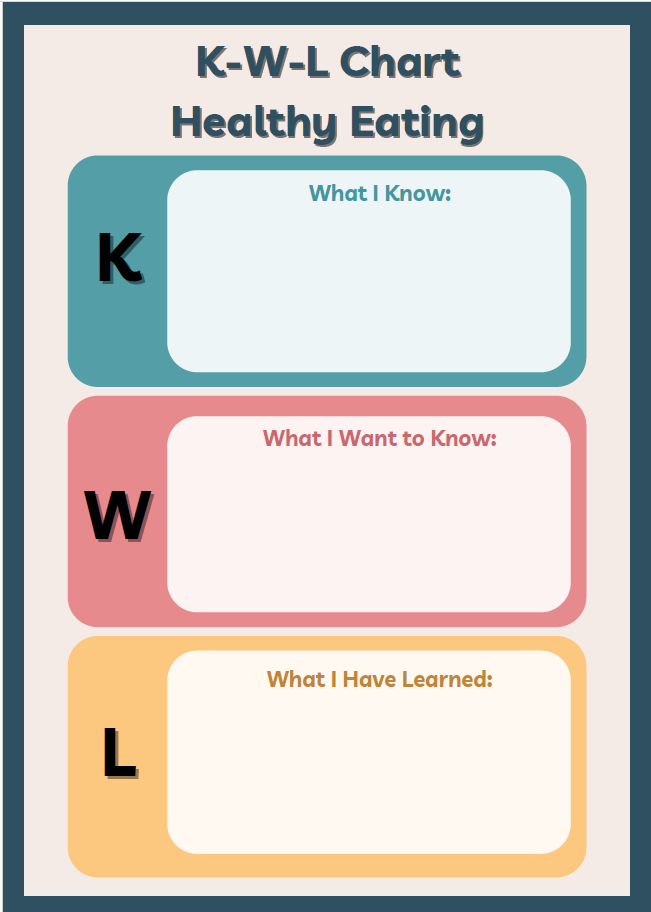 K-W-L Chart
Healthy Eating
K
What I Know:
W
What I Want to Know:
L
What I Have Learned: